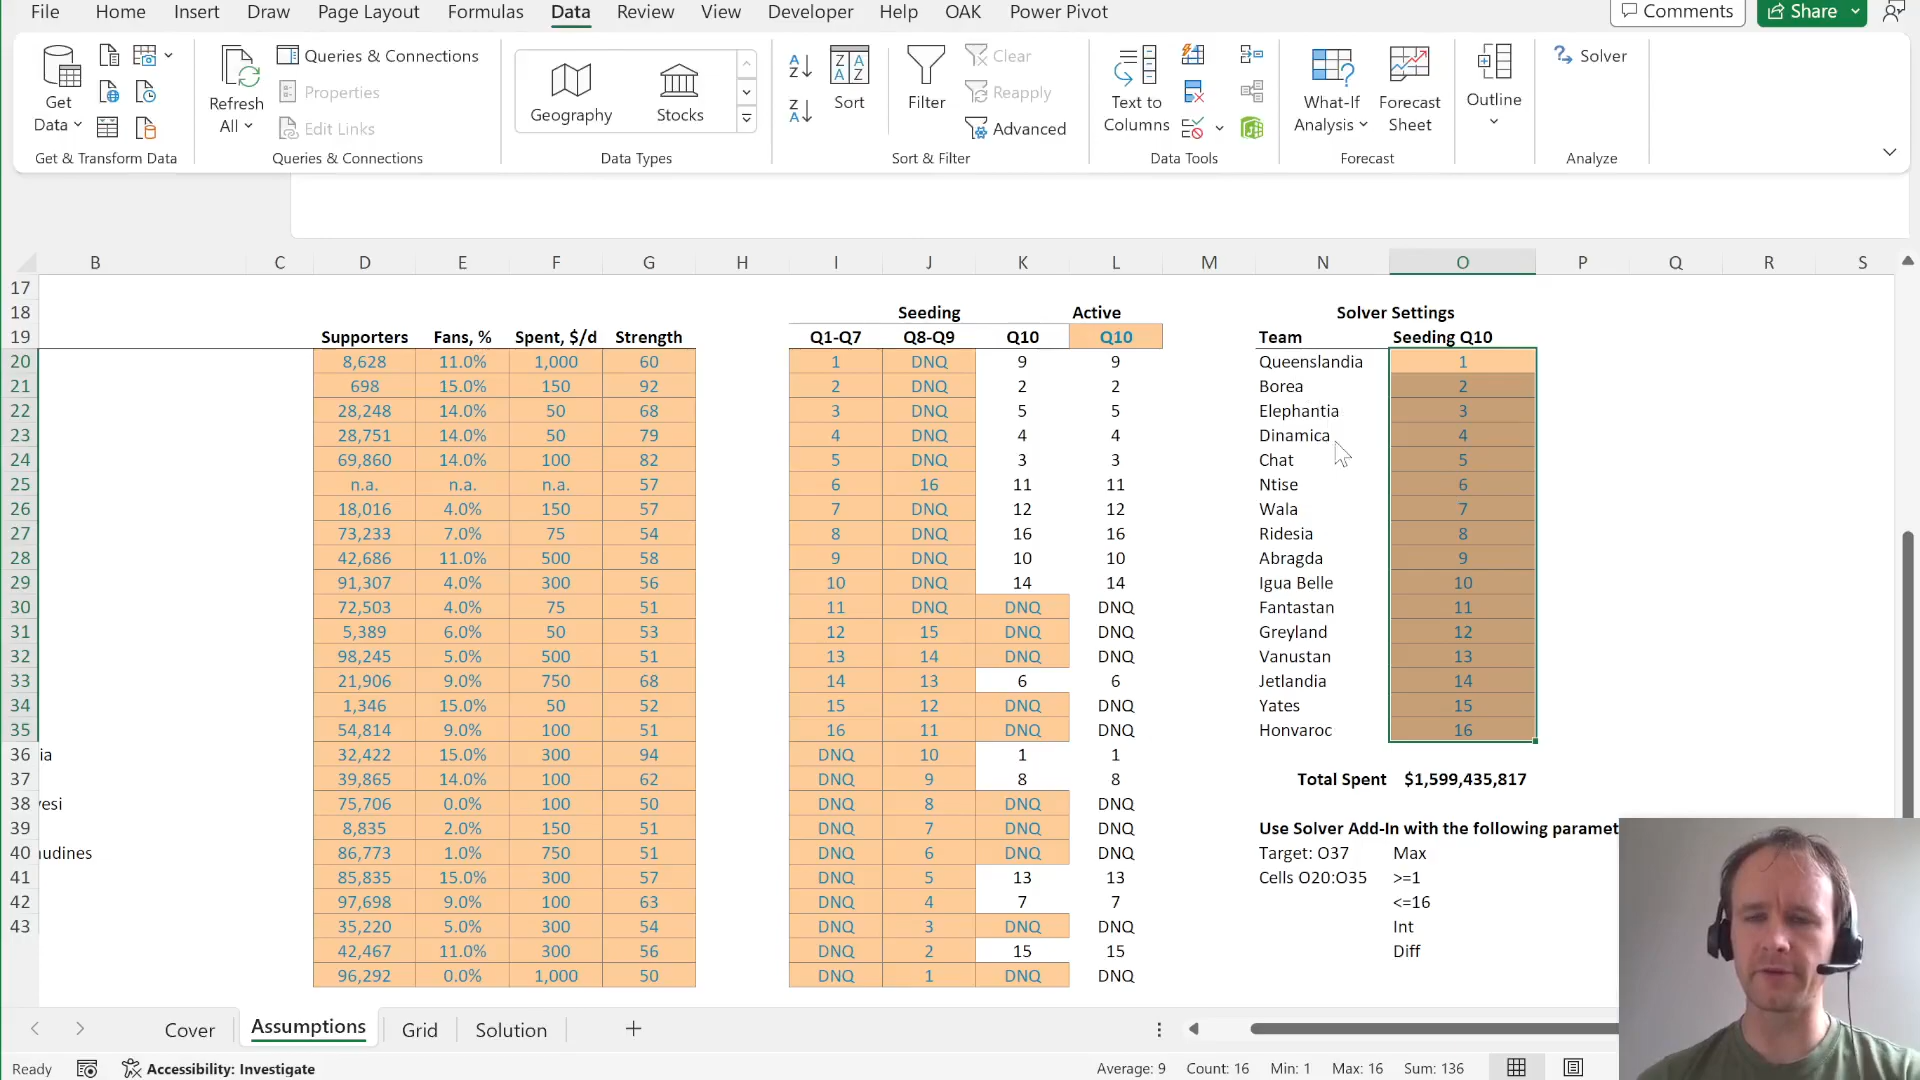 File Home Insert Draw Page Layout Formulas Data Review View Developer Help OAK Power Pivot Comments Share
Get Data
Refresh All
Queries & Connections
Properties
Edit Links
Geography
Stocks
Sort
Filter
Clear
Reapply
Advanced
Text to Columns
What-If Analysis
Forecast Sheet
Outline
Solver
Get & Transform Data Queries & Connections Data Types Sort & Filter Data Tools Forecast Analyze
B C D E F G H I J K L M N O P Q R S
17
18 Seeding Active Solver Settings
19 Supporters Fans, % Spent, $/d Strength Q1-Q7 Q8-Q9 Q10 Q10 Team Seeding Q10
20 8,628 11.0% 1,000 60 1 DNQ 9 9 Queenslandia 1
21 698 15.0% 150 92 2 DNQ 2 2 Borea 2
22 28,248 14.0% 50 68 3 DNQ 5 5 Elephantia 3
23 28,751 14.0% 50 79 4 DNQ 4 4 Dinamica 4
24 69,860 14.0% 100 82 5 DNQ 3 3 Chat 5
25 n.a. n.a. n.a. 57 6 16 11 11 Ntise 6
26 18,016 4.0% 150 57 7 DNQ 12 12 Wala 7
27 73,233 7.0% 75 54 8 DNQ 16 16 Ridesia 8
28 42,686 11.0% 500 58 9 DNQ 10 10 Abragda 9
29 91,307 4.0% 300 56 10 DNQ 14 14 Igua Belle 10
30 72,503 4.0% 75 51 11 DNQ DNQ DNQ Fantastan 11
31 5,389 6.0% 50 53 12 15 DNQ DNQ Greyland 12
32 98,245 5.0% 500 51 13 14 DNQ DNQ Vanustan 13
33 21,906 9.0% 750 68 14 13 6 6 Jetlandia 14
34 1,346 15.0% 50 52 15 12 DNQ DNQ Yates 15
35 54,814 9.0% 100 51 16 11 DNQ DNQ Honvaroc 16
36 ia 32,422 15.0% 300 94 DNQ 10 1 1
37 39,865 14.0% 100 62 DNQ 9 8 8 Total Spent $1,599,435,817
38 vesi 75,706 0.0% 100 50 DNQ 8 DNQ DNQ
39 8,835 2.0% 150 51 DNQ 7 DNQ DNQ Use Solver Add-In with the following paramet
40 udines 86,773 1.0% 750 51 DNQ 6 DNQ DNQ Target: O37 Max
41 85,835 15.0% 300 57 DNQ 5 13 13 Cells O20:O35 >=1
42 97,698 9.0% 100 63 DNQ 4 7 7 <=16
43 35,220 5.0% 300 54 DNQ 3 DNQ DNQ Int
42,467 11.0% 300 56 DNQ 2 15 15 Diff
96,292 0.0% 1,000 50 DNQ 1 DNQ DNQ
Cover Assumptions Grid Solution
Ready Accessibility: Investigate Average: 9 Count: 16 Min: 1 Max: 16 Sum: 136